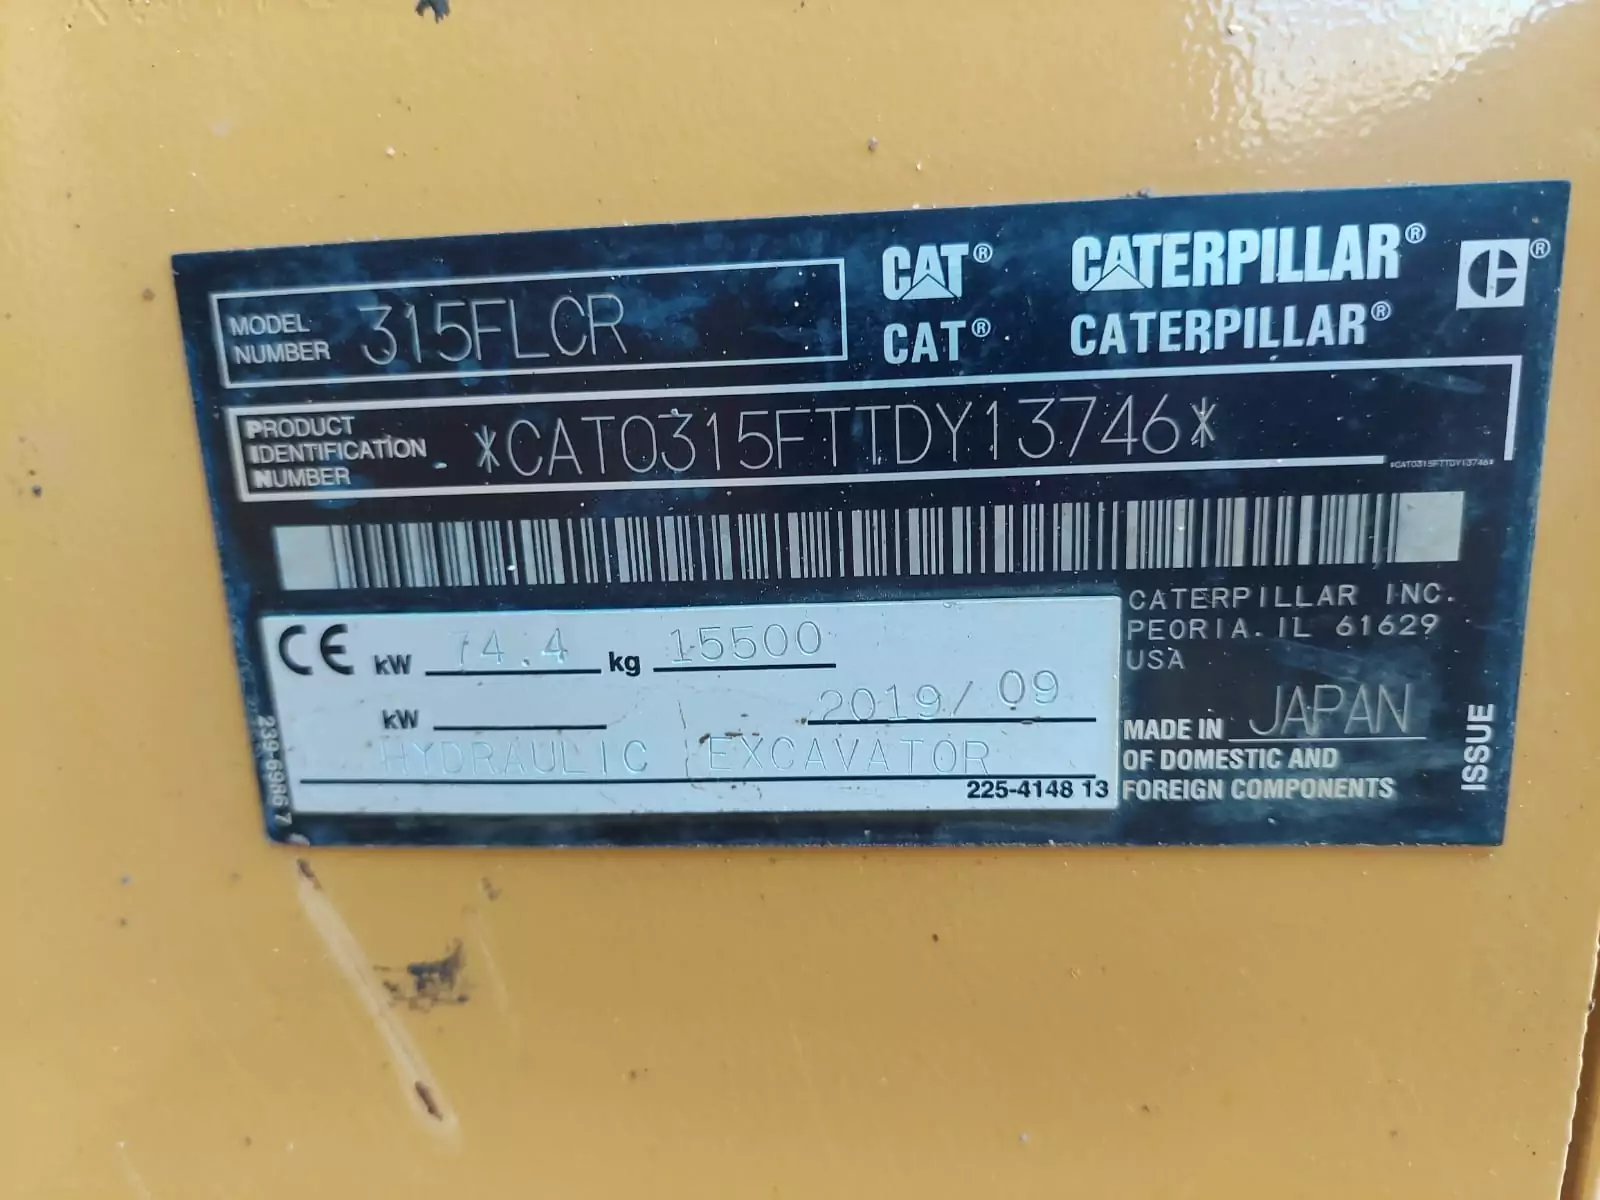 MODEL NUMBER 315FLCR
CAT® CATERPILLAR®
CAT® CATERPILLAR®
PRODUCT IDENTIFICATION NUMBER *CAT0315FTTDY13746*
*CAT0315FTTDY13746*
CE kW 74.4 kg 15500
kW 2019/ 09
HYDRAULIC EXCAVATOR
225-4148 13
239-6986 7
CATERPILLAR INC.
PEORIA. IL 61629
USA
MADE IN JAPAN
OF DOMESTIC AND
FOREIGN COMPONENTS
ISSUE